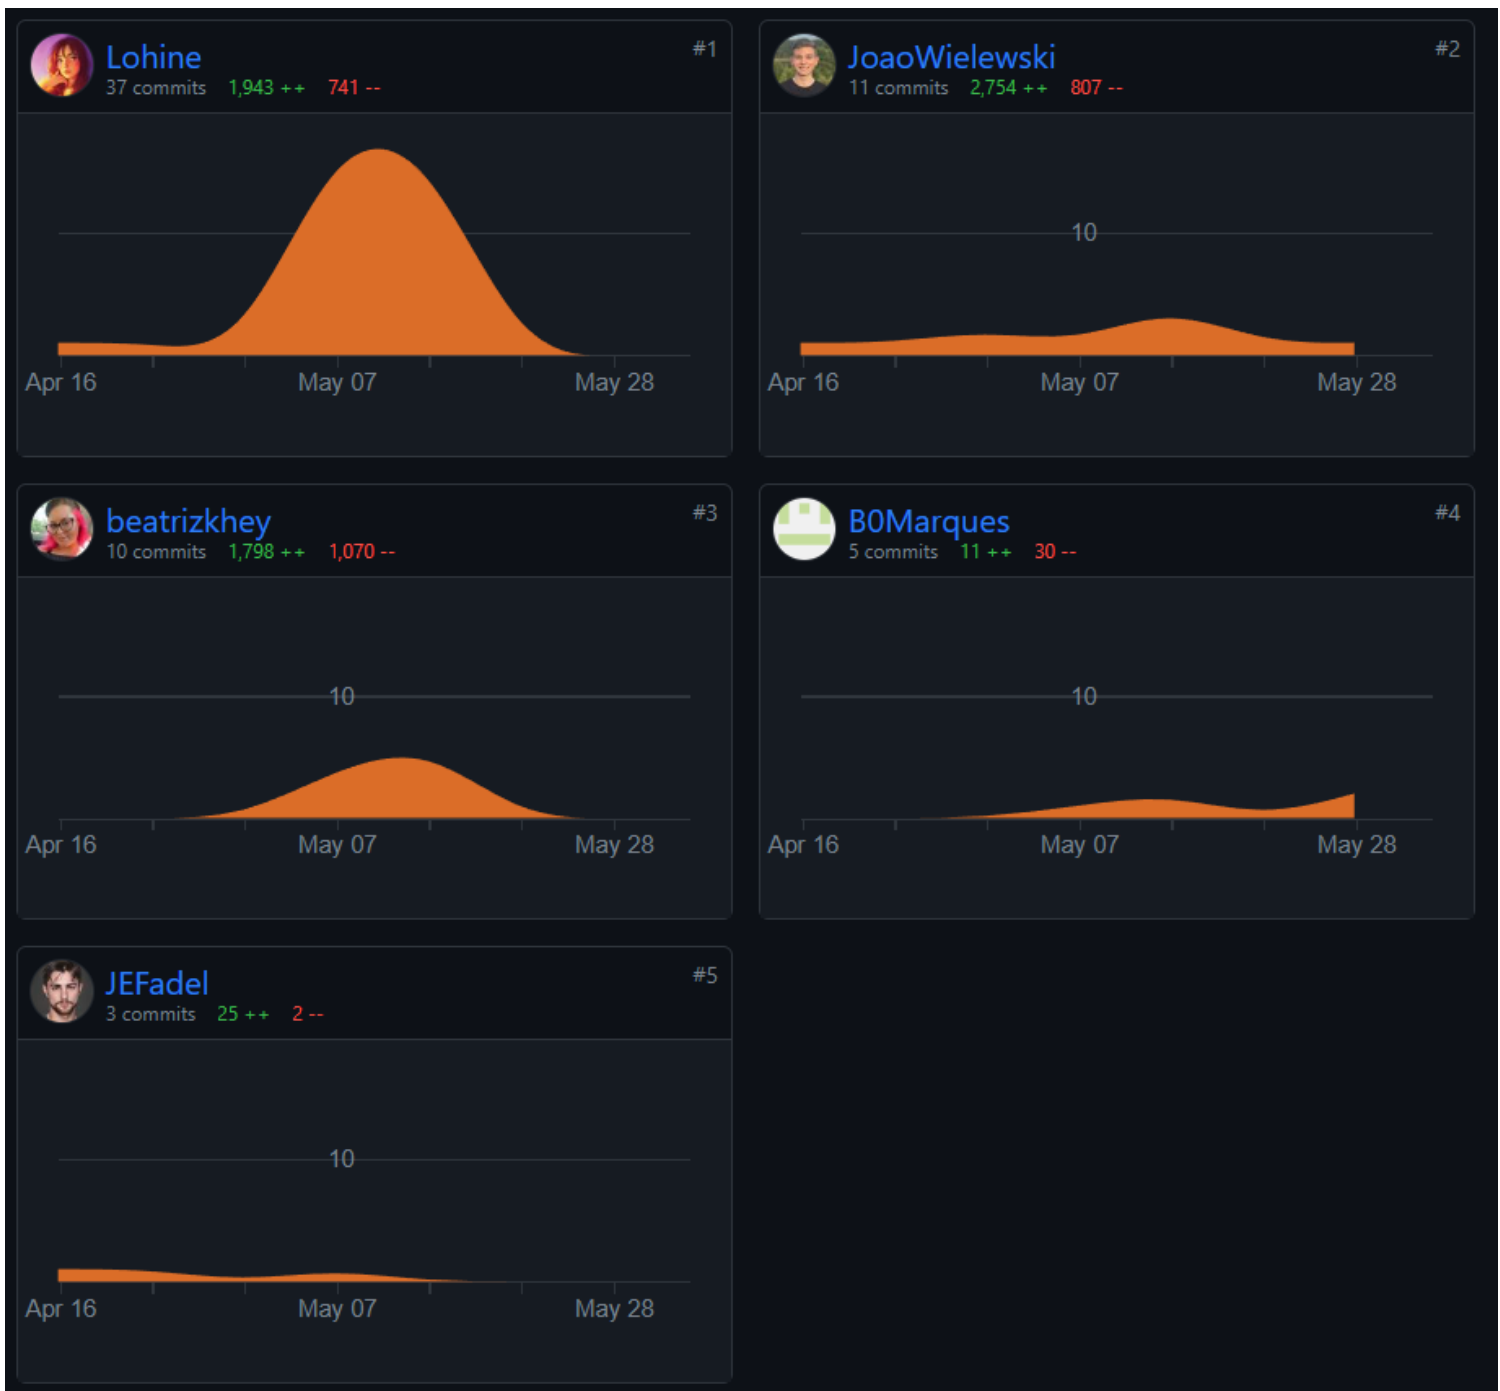 Lohine
#1
37 commits 1,943 ++ 741 --
Apr 16 May 07 May 28
JoaoWielewski
#2
11 commits 2,754 ++ 807 --
10
Apr 16 May 07 May 28
beatrizkhey
#3
10 commits 1,798 ++ 1,070 --
10
Apr 16 May 07 May 28
B0Marques
#4
5 commits 11 ++ 30 --
10
Apr 16 May 07 May 28
JEFadel
#5
3 commits 25 ++ 2 --
10
Apr 16 May 07 May 28